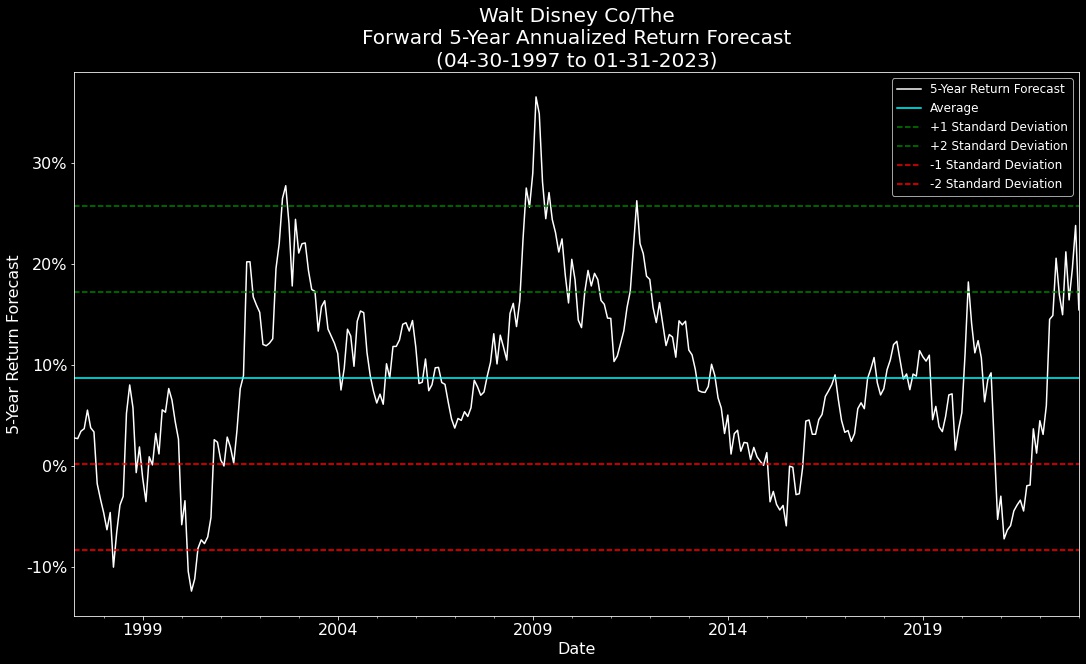 Walt Disney Co/The
Forward 5-Year Annualized Return Forecast
(04-30-1997 to 01-31-2023)
5-Year Return Forecast
Average
+1 Standard Deviation
+2 Standard Deviation
-1 Standard Deviation
-2 Standard Deviation
5-Year Return Forecast
30%
20%
10%
0%
-10%
1999
2004
2009
2014
2019
Date